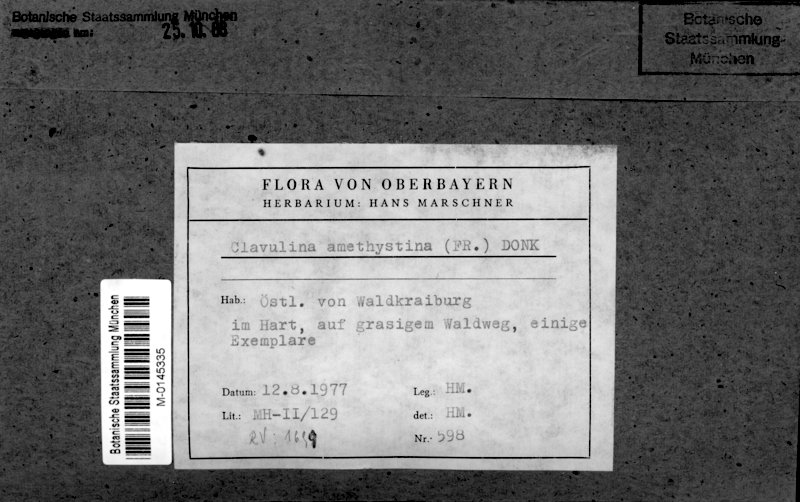 Botanische Staatssammlung München
25.10.88
Botanische
Staatssammlung
München
FLORA VON OBERBAYERN
HERBARIUM: HANS MARSCHNER
Clavulina amethystina (FR.) DONK
Hab.: Östl. von Waldkraiburg
im Hart, auf grasigem Waldweg, einige
Exemplare
Datum: 12.8.1977 Leg.: HM.
Lit.: MH-II/129 det.: HM.
Nr.: 598
Botanische Staatssammlung München
M-0145335